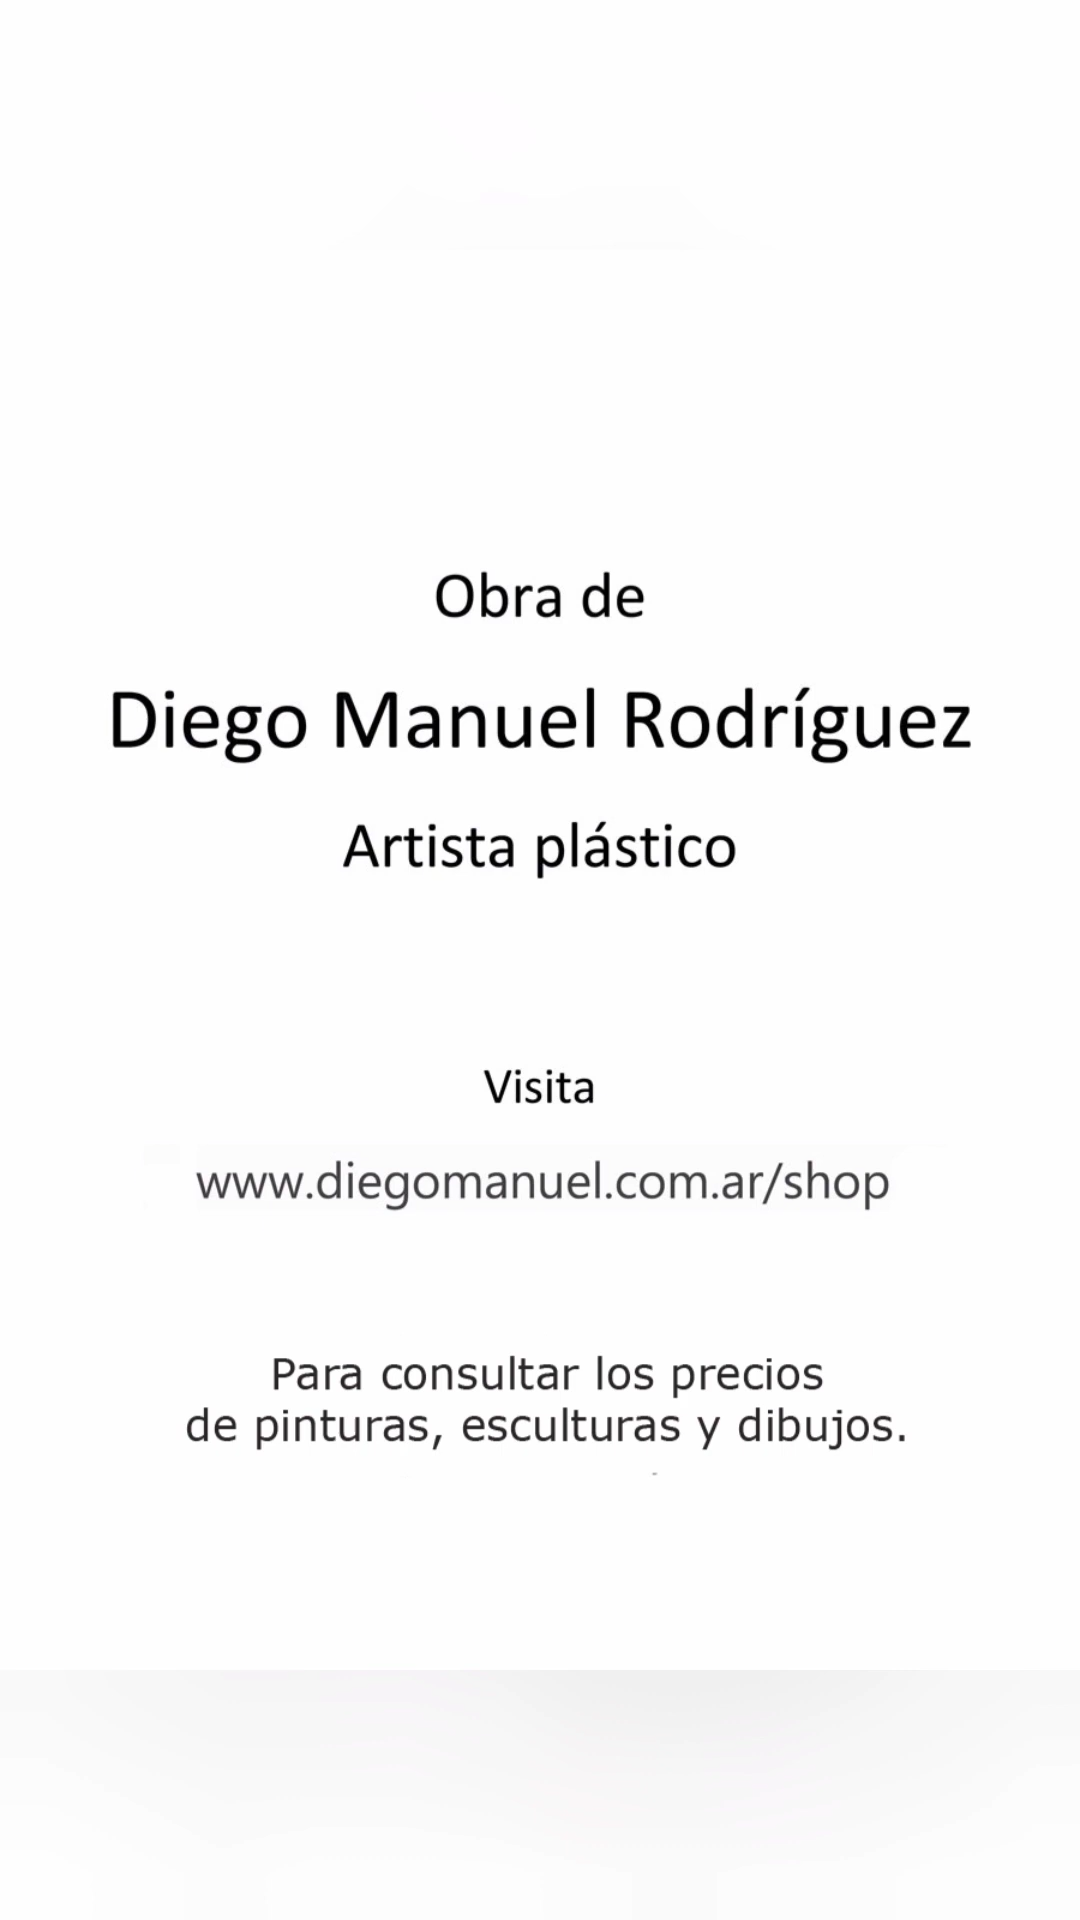 Obra de
Diego Manuel Rodríguez
Artista plástico
Visita
www.diegomanuel.com.ar/shop
Para consultar los precios
de pinturas, esculturas y dibujos.